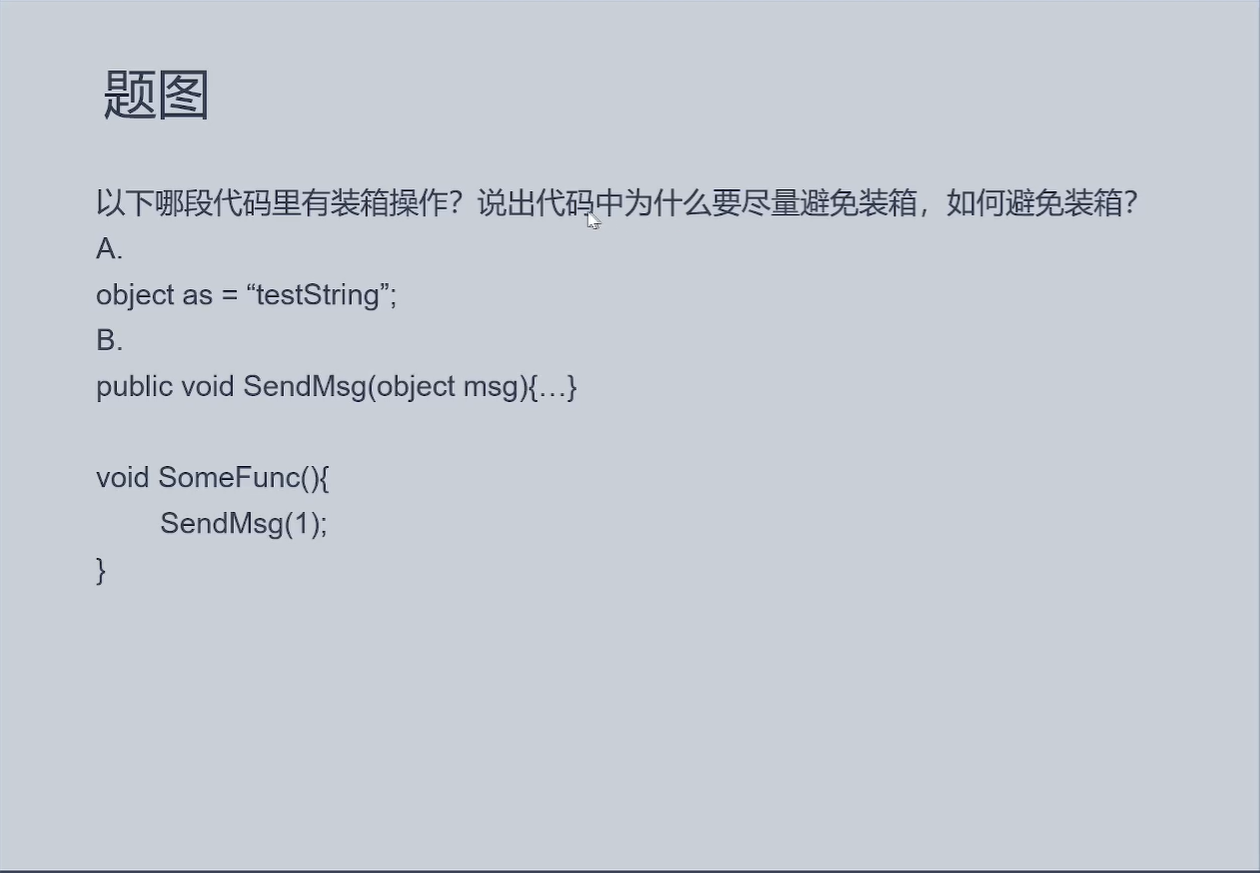 题图
以下哪段代码里有装箱操作？说出代码中为什么要尽量避免装箱，如何避免装箱？
A.
object as = “testString”;
B.
public void SendMsg(object msg){…}
void SomeFunc(){
SendMsg(1);
}